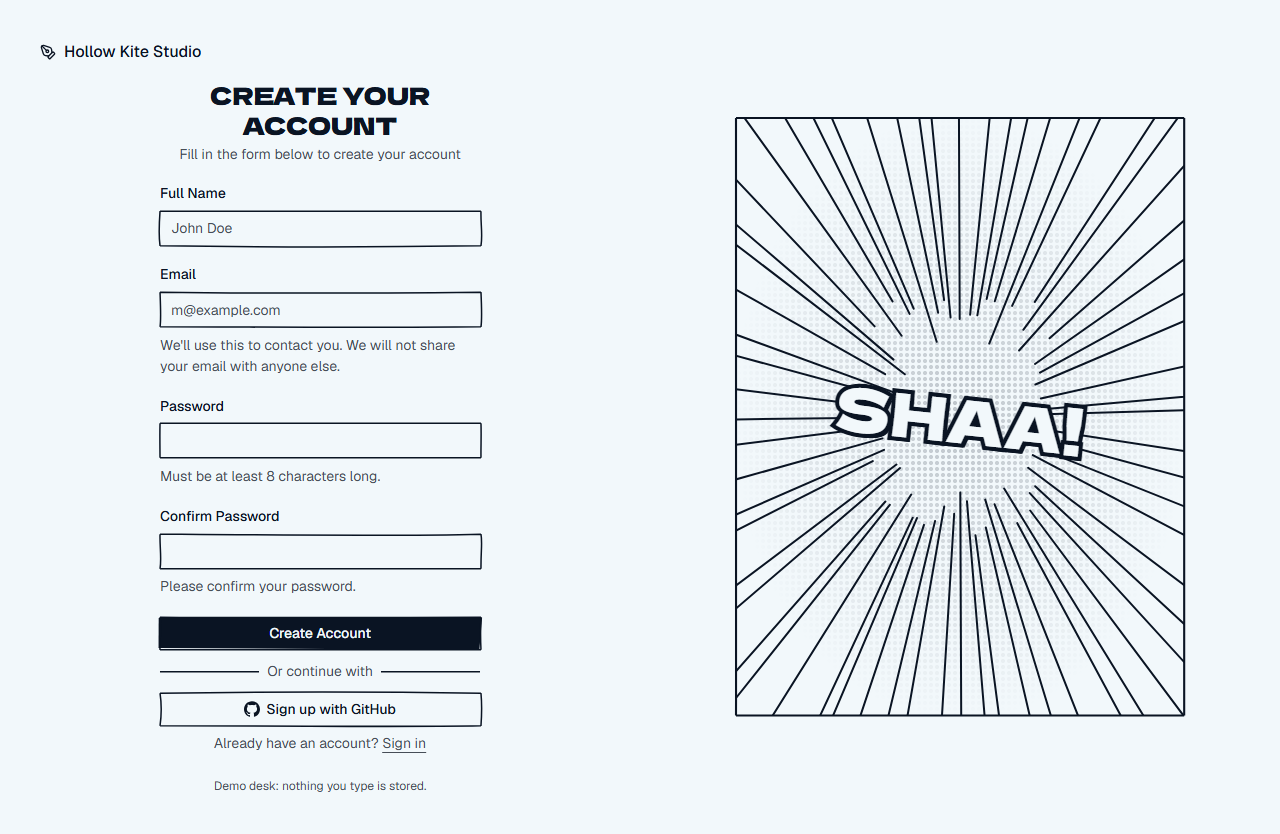 Hollow Kite Studio
CREATE YOUR
ACCOUNT
Fill in the form below to create your account
Full Name
John Doe
Email
m@example.com
We'll use this to contact you. We will not share
your email with anyone else.
Password
Must be at least 8 characters long.
Confirm Password
Please confirm your password.
Create Account
Or continue with
Sign up with GitHub
Already have an account? Sign in
Demo desk: nothing you type is stored.
SHAA!